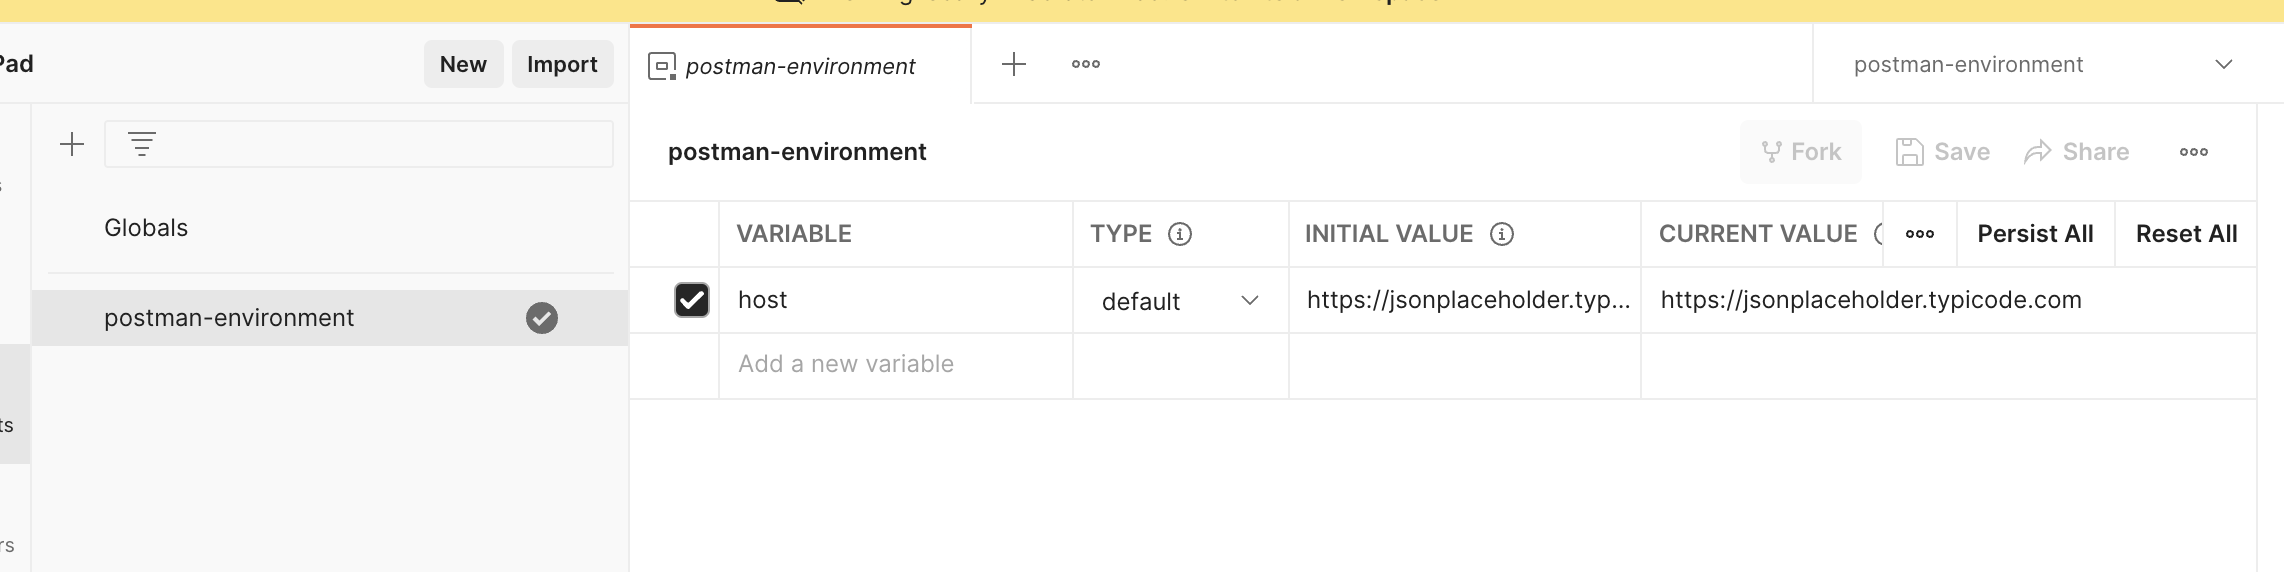 Pad
New
Import
postman-environment
postman-environment
postman-environment
Fork
Save
Share
Globals
VARIABLE
TYPE
INITIAL VALUE
CURRENT VALUE
Persist All
Reset All
postman-environment
host
default
https://jsonplaceholder.typ...
https://jsonplaceholder.typicode.com
Add a new variable
ts
rs